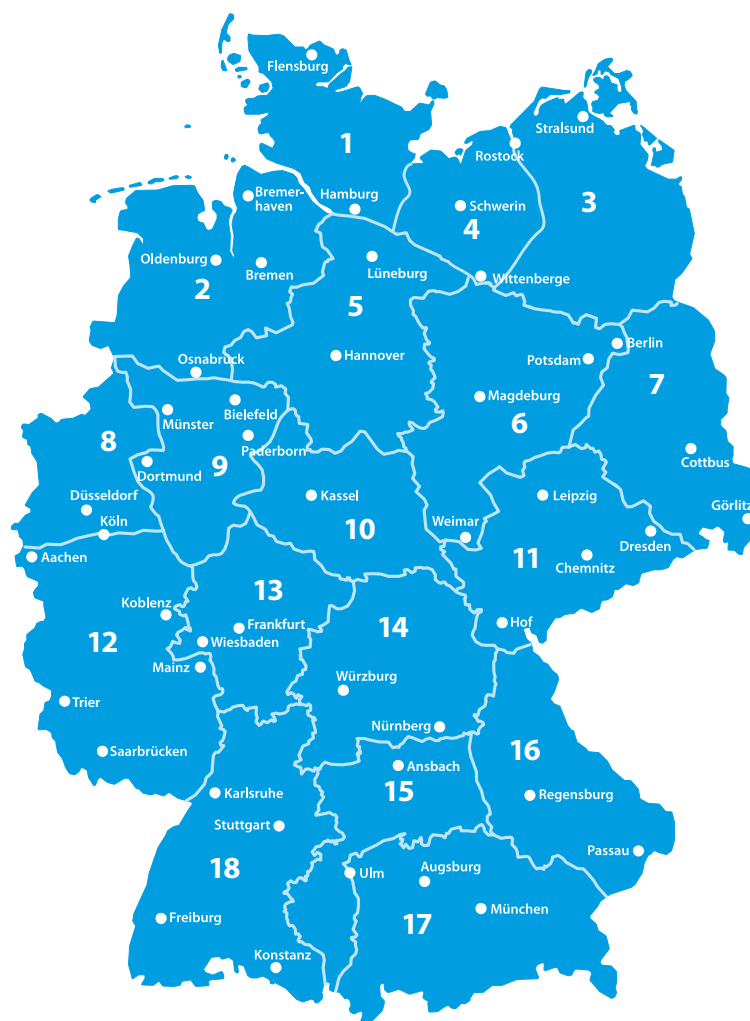 Flensburg
Stralsund
1
Rostock
Bremer-
haven
Hamburg
Schwerin
3
4
Oldenburg
Bremen
Lüneburg
2
Wittenberge
5
Osnabrück
Hannover
Berlin
Potsdam
7
Magdeburg
Münster
Bielefeld
6
8
Paderborn
9
Dortmund
Cottbus
Düsseldorf
Kassel
Leipzig
Görlitz
Köln
10
Weimar
Dresden
Aachen
11
Chemnitz
13
Koblenz
Frankfurt
14
Hof
12
Wiesbaden
Mainz
Würzburg
Trier
Nürnberg
Saarbrücken
16
Ansbach
Karlsruhe
15
Regensburg
Stuttgart
Passau
18
Ulm
Augsburg
Freiburg
17
München
Konstanz